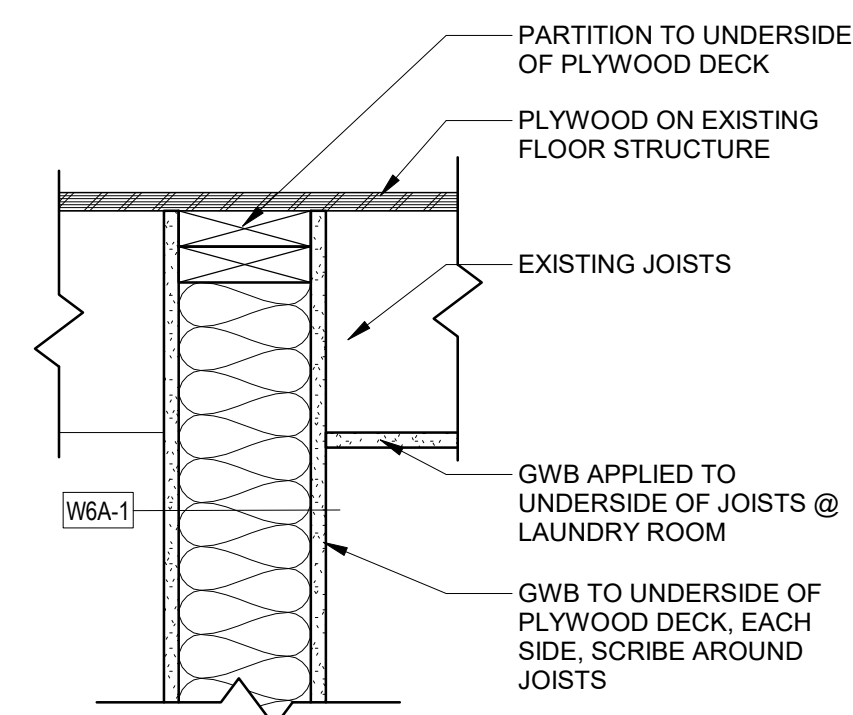 PARTITION TO UNDERSIDE
OF PLYWOOD DECK
PLYWOOD ON EXISTING
FLOOR STRUCTURE
EXISTING JOISTS
GWB APPLIED TO
UNDERSIDE OF JOISTS @
LAUNDRY ROOM
W6A-1
GWB TO UNDERSIDE OF
PLYWOOD DECK, EACH
SIDE, SCRIBE AROUND
JOISTS